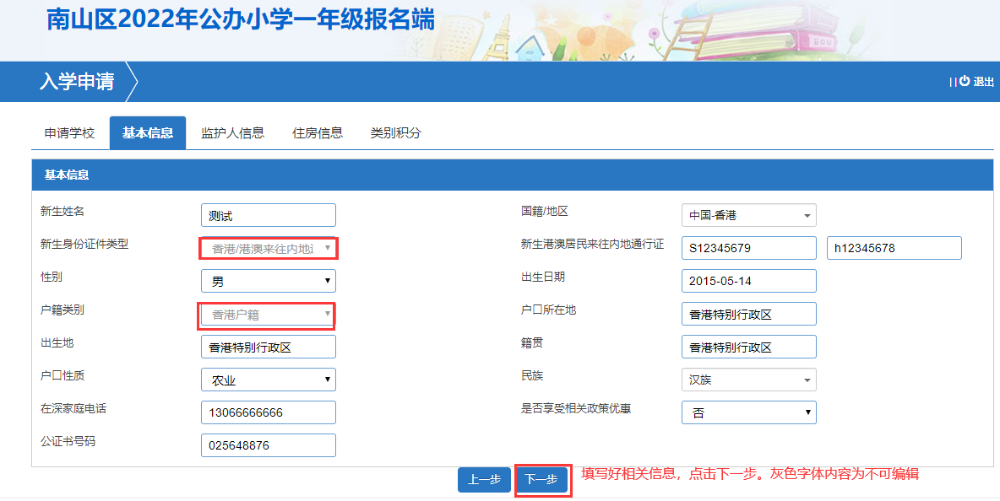 南山区2022年公办小学一年级报名端
EDU
入学申请
退出
申请学校 基本信息 监护人信息 住房信息 类别积分
基本信息
新生姓名 测试 国籍/地区 中国-香港
新生身份证件类型 香港/港澳来往内地 新生港澳居民来往内地通行证 S12345679 h12345678
性别 男 出生日期 2015-05-14
户籍类别 香港户籍 户口所在地 香港特别行政区
出生地 香港特别行政区 籍贯 香港特别行政区
户口性质 农业 民族 汉族
在深家庭电话 13066666666 是否享受相关政策优惠 否
公证书号码 025648876
上一步 下一步 填写好相关信息，点击下一步。灰色字体内容为不可编辑